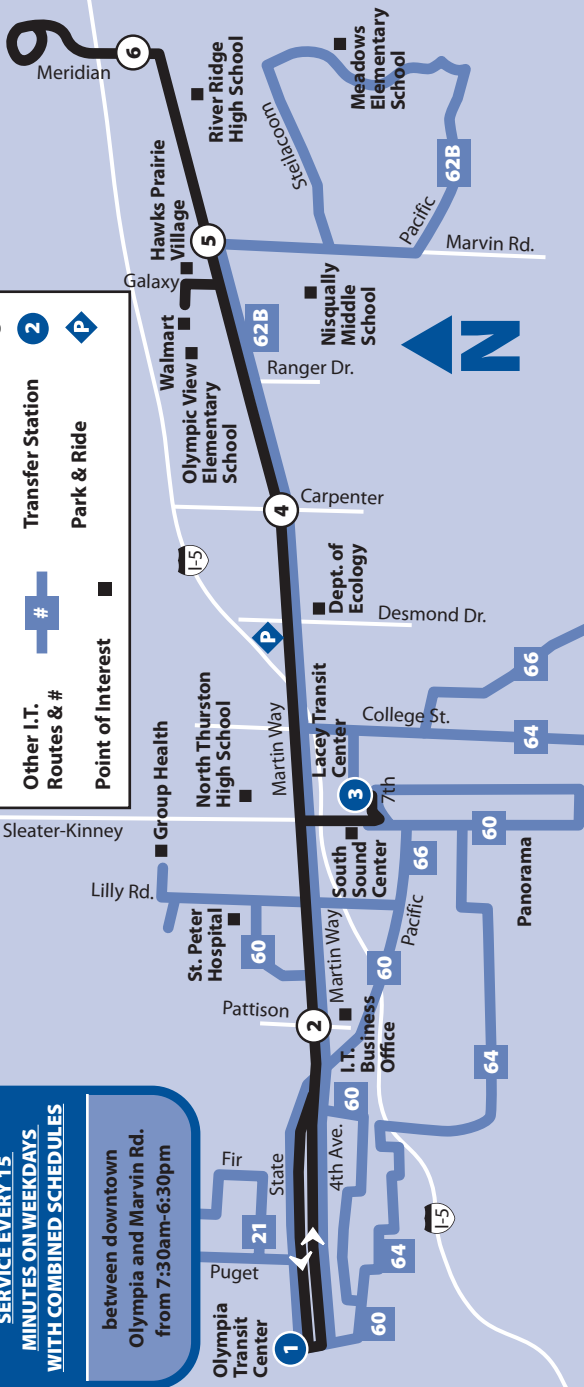 SERVICE EVERY 15
MINUTES ON WEEKDAYS
WITH COMBINED SCHEDULES
between downtown
Olympia and Marvin Rd.
from 7:30am-6:30pm
Other I.T.
Routes & #
#
Transfer Station
2
Point of Interest
Park & Ride
P
Meridian
6
River Ridge
High School
Meadows
Elementary
School
Steilacoom
62B
Pacific
Marvin Rd.
Hawks Prairie
Village
5
Galaxy
Walmart
Olympic View
Elementary
School
62B
Nisqually
Middle
School
Ranger Dr.
N
4
Carpenter
I-5
P
Dept. of
Ecology
Desmond Dr.
Sleater-Kinney
Group Health
North Thurston
High School
Martin Way
Lacey Transit
Center
College St.
66
64
3
7th
South
Sound
Center
60
66
Panorama
Lilly Rd.
St. Peter
Hospital
60
Martin Way
Pacific
60
Pattison
2
I.T.
Business
Office
64
Fir
State
4th Ave.
60
21
Puget
I-5
64
60
Olympia
Transit
Center
1